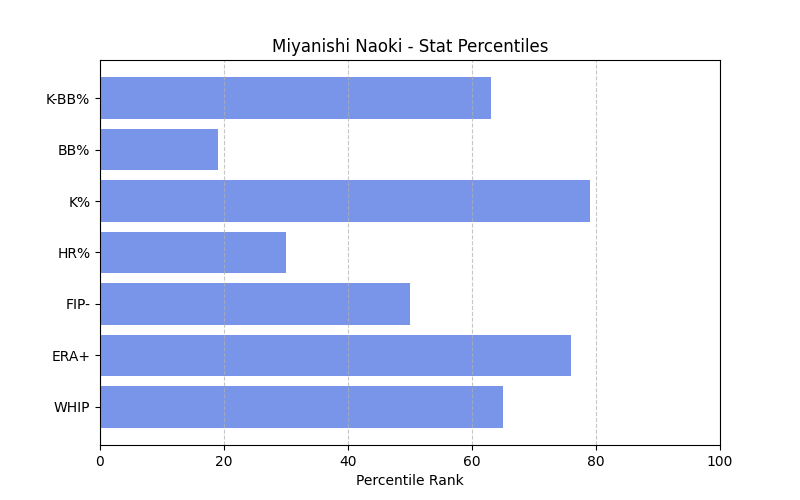 Miyanishi Naoki - Stat Percentiles
K-BB%
BB%
K%
HR%
FIP-
ERA+
WHIP
0 20 40 60 80 100
Percentile Rank